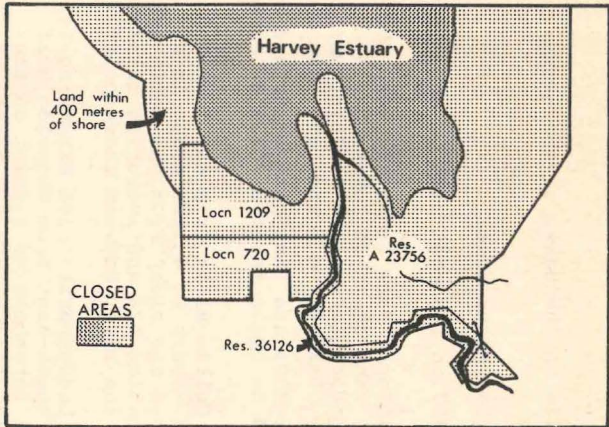 Harvey Estuary
Land within
400 metres
of shore
Locn 1209
Locn 720
Res.
A 23756
CLOSED
AREAS
Res. 36126